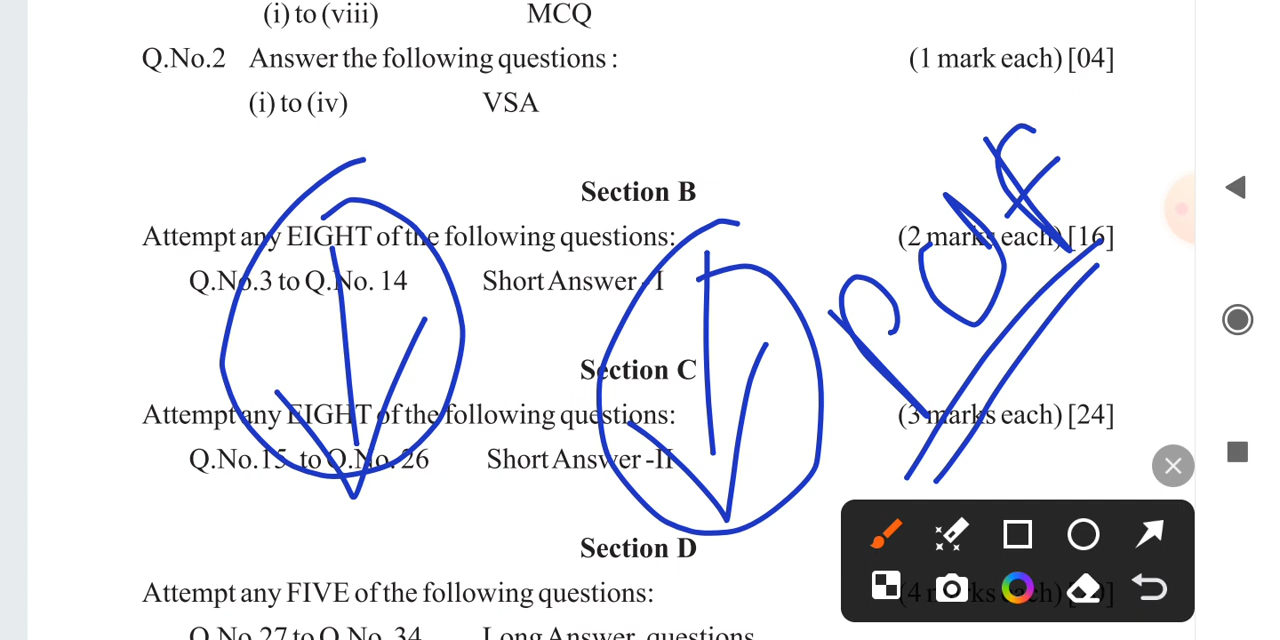 (i) to (viii) MCQ
Q.No.2 Answer the following questions : (1 mark each) [04]
(i) to (iv) VSA
Section B
Attempt any EIGHT of the following questions: (2 marks each) [16]
Q.No.3 to Q.No. 14 Short Answer - I
Section C
Attempt any EIGHT of the following questions: (3 marks each) [24]
Q.No.15 to Q.No. 26 Short Answer -II
Section D
Attempt any FIVE of the following questions:
Q.No.27 to Q.No. 34 Long Answer questions